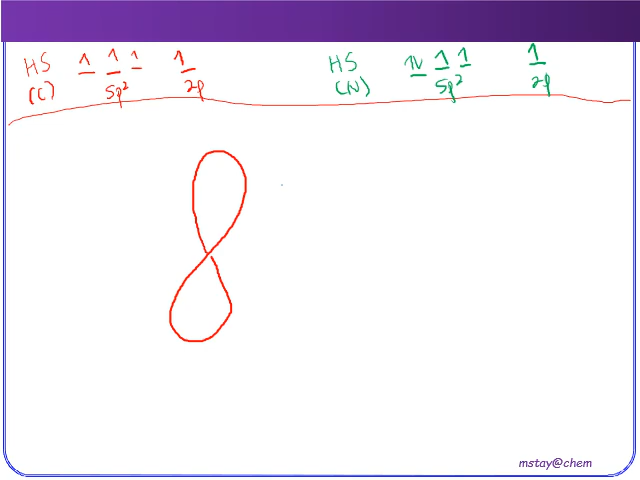 HS 1 1 1 1
(C) sp² 2p
HS 1L 1 1 1
(N) sp² 2p
mstay@chem